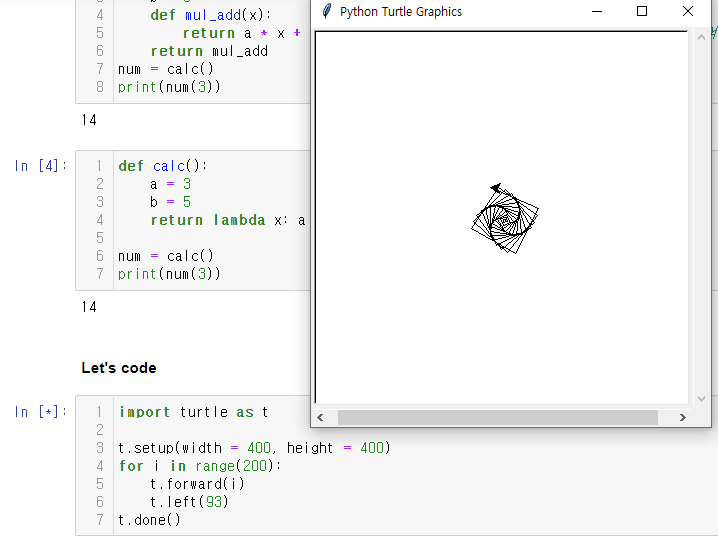 Python Turtle Graphics
4 def mul_add(x):
5 return a * x +
6 return mul_add
7 num = calc()
8 print(num(3))
14
In [4]:
1 def calc():
2 a = 3
3 b = 5
4 return lambda x: a
5
6 num = calc()
7 print(num(3))
14
Let's code
In [*]:
1 import turtle as t
2
3 t.setup(width = 400, height = 400)
4 for i in range(200):
5 t.forward(i)
6 t.left(93)
7 t.done()